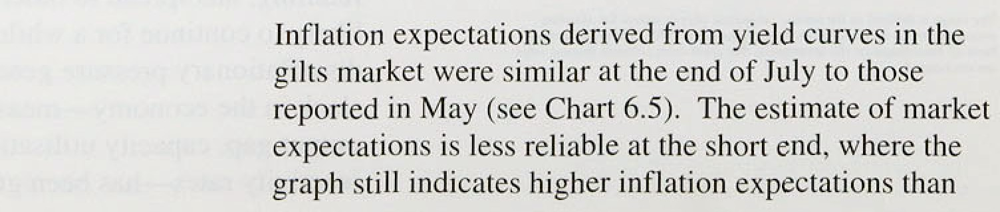 Inflation expectations derived from yield curves in the
gilts market were similar at the end of July to those
reported in May (see Chart 6.5).  The estimate of market
expectations is less reliable at the short end, where the
graph still indicates higher inflation expectations than